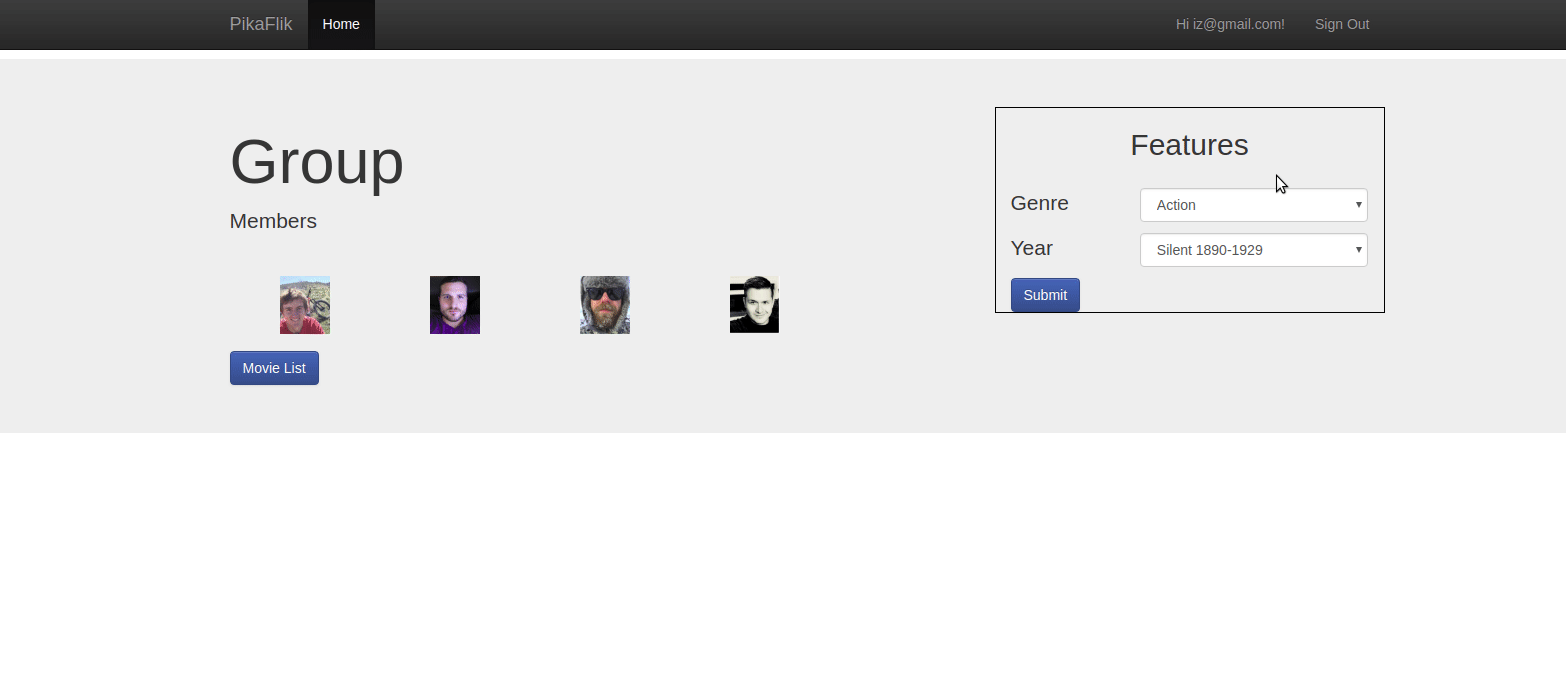 PikaFlik Home Hi iz@gmail.com! Sign Out
Group
Members
Movie List
Features
Genre Action
Year Silent 1890-1929
Submit